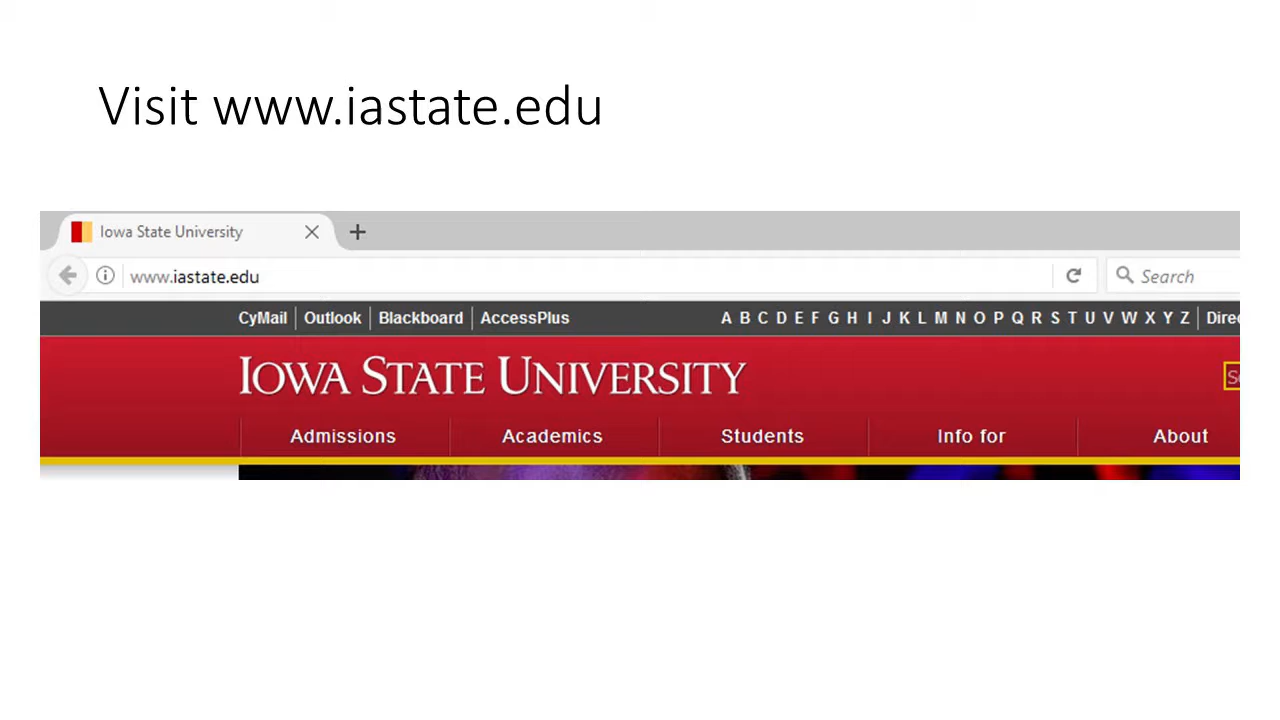 Visit www.iastate.edu
Iowa State University
www.iastate.edu Search
CyMail Outlook Blackboard AccessPlus A B C D E F G H I J K L M N O P Q R S T U V W X Y Z
IOWA STATE UNIVERSITY
Admissions Academics Students Info for About